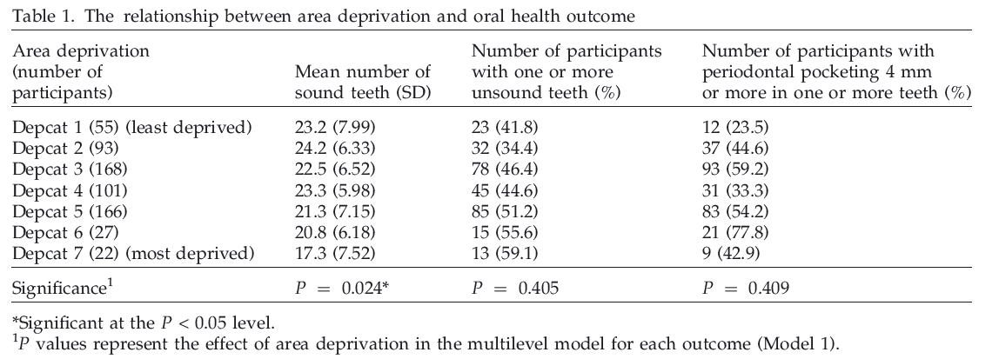 Table 1. The relationship between area deprivation and oral health outcome
Area deprivation
(number of
participants)
Mean number of
sound teeth (SD)
Number of participants
with one or more
unsound teeth (%)
Number of participants with
periodontal pocketing 4 mm
or more in one or more teeth (%)
Depcat 1 (55) (least deprived) 23.2 (7.99) 23 (41.8) 12 (23.5)
Depcat 2 (93) 24.2 (6.33) 32 (34.4) 37 (44.6)
Depcat 3 (168) 22.5 (6.52) 78 (46.4) 93 (59.2)
Depcat 4 (101) 23.3 (5.98) 45 (44.6) 31 (33.3)
Depcat 5 (166) 21.3 (7.15) 85 (51.2) 83 (54.2)
Depcat 6 (27) 20.8 (6.18) 15 (55.6) 21 (77.8)
Depcat 7 (22) (most deprived) 17.3 (7.52) 13 (59.1) 9 (42.9)
Significance¹ P = 0.024* P = 0.405 P = 0.409
*Significant at the P < 0.05 level.
¹P values represent the effect of area deprivation in the multilevel model for each outcome (Model 1).